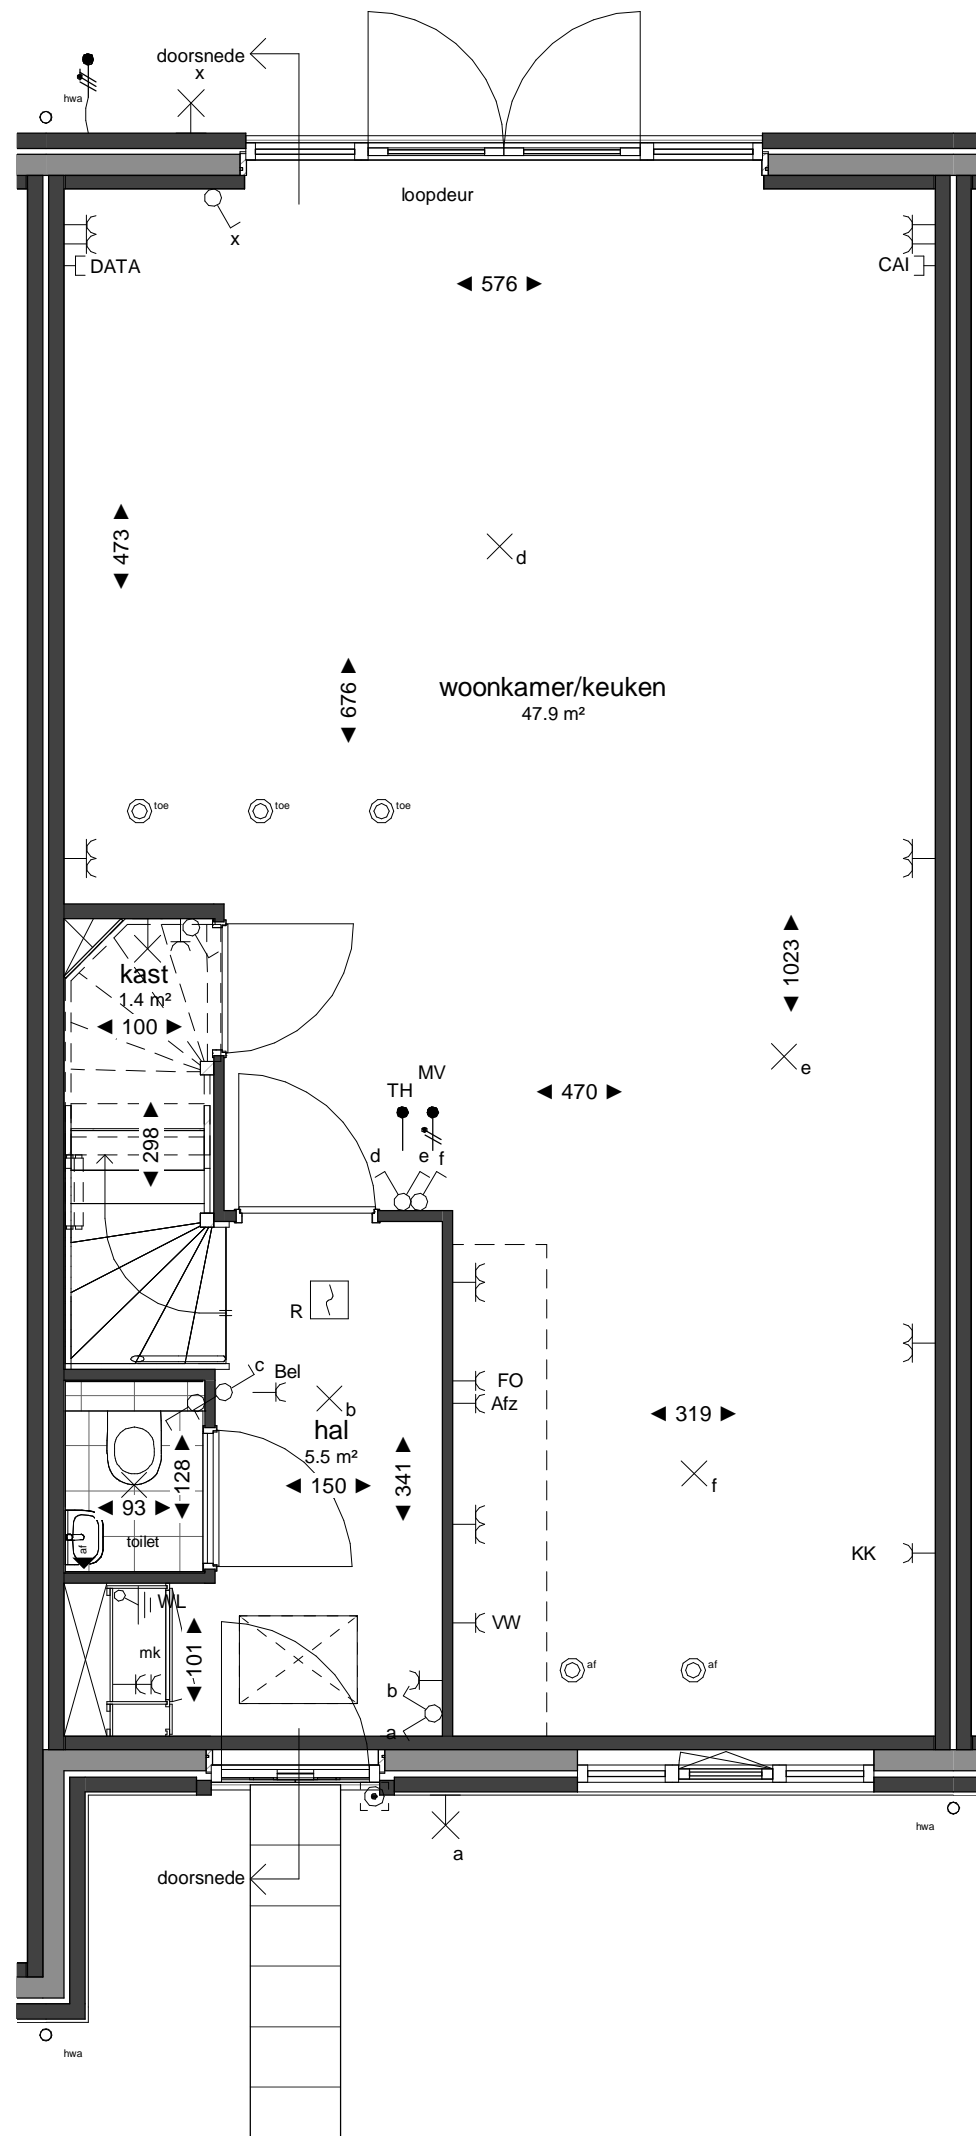 doorsnede
x
hwa
loopdeur
x
DATA
CAI
576
473
d
676
woonkamer/keuken
47.9 m²
toe
toe
toe
1023
kast
1.4 m²
100
e
MV
TH
470
298
d
e
f
R
c
Bel
FO
b
Afz
hal
319
5.5 m²
128
341
150
f
93
toilet
af
KK
WL
VW
101
mk
af
af
b
a
hwa
a
doorsnede
hwa